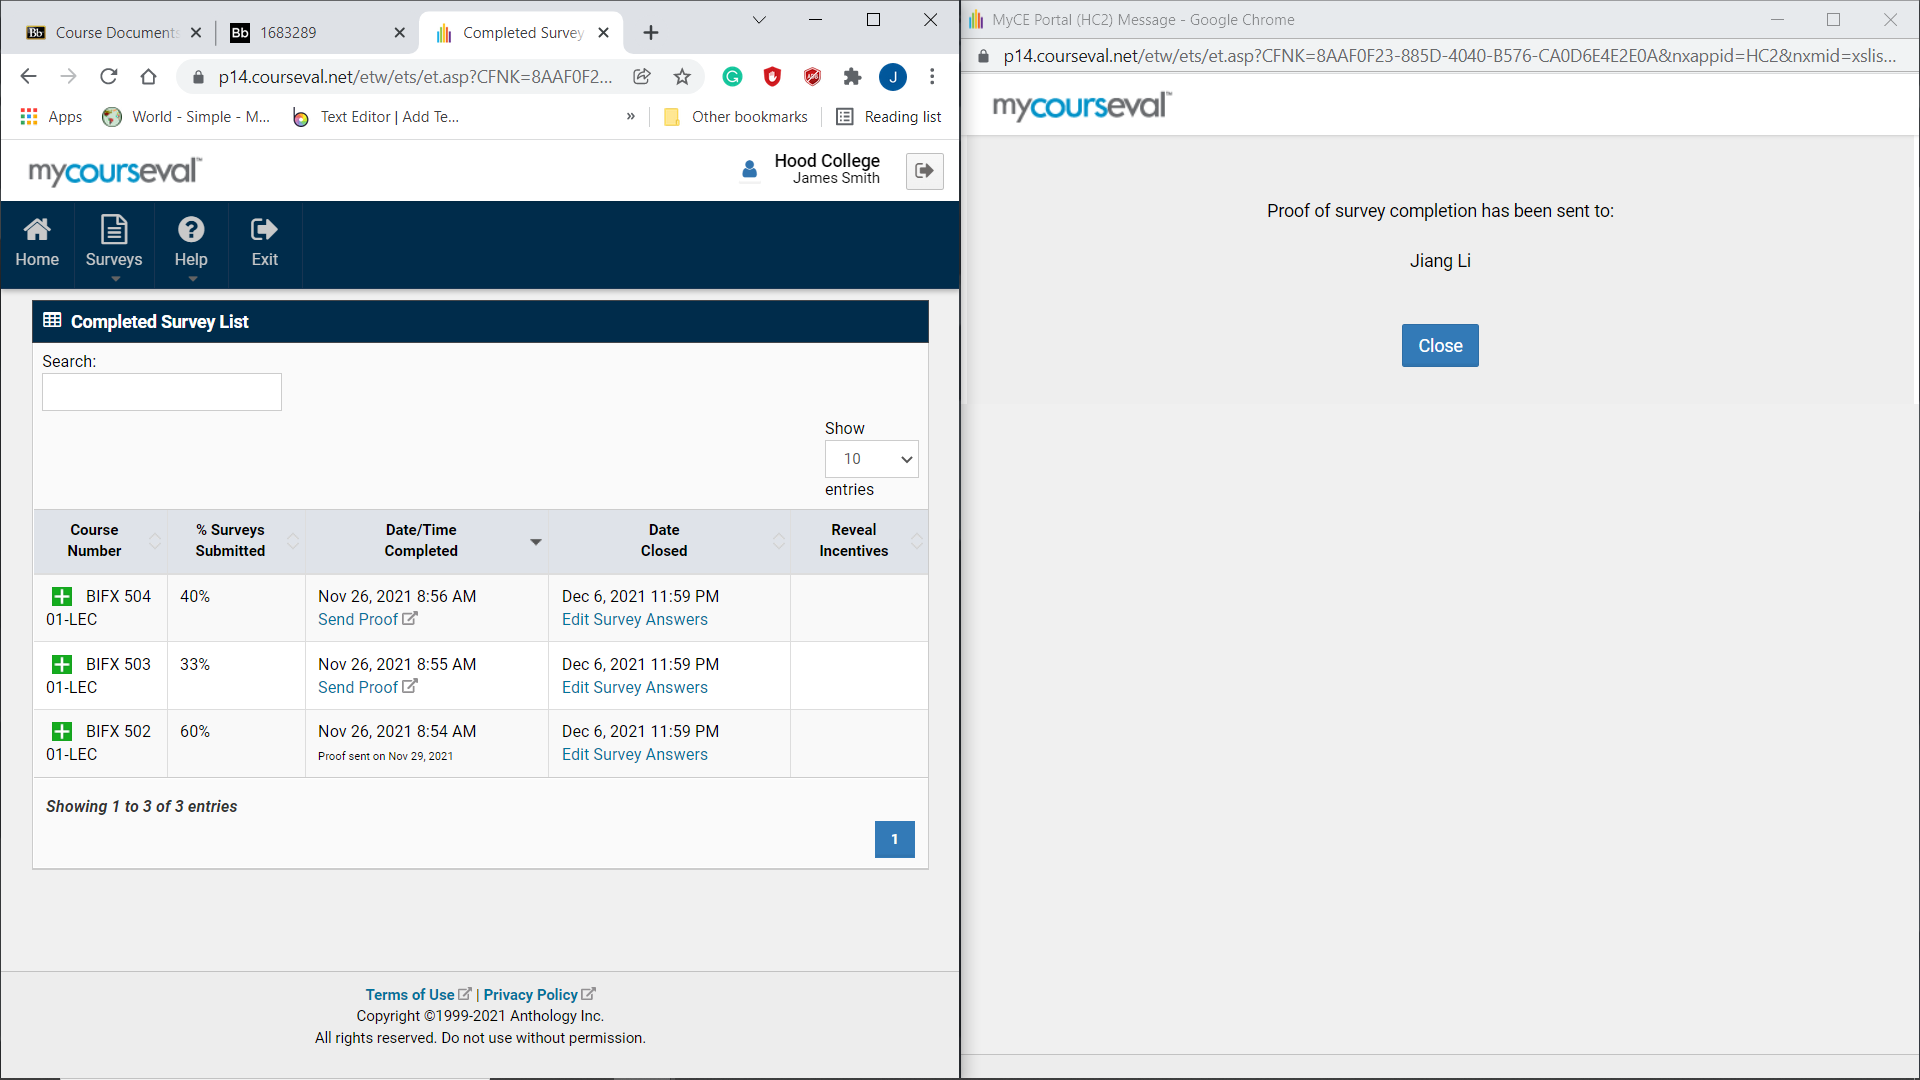 Course Documents
Bb 1683289
Completed Survey
p14.courseval.net/etw/ets/et.asp?CFNK=8AAF0F2...
J
Apps
World - Simple - M...
Text Editor | Add Te...
»
Other bookmarks
Reading list
mycourseval™
Hood College
James Smith
Home
Surveys
Help
Exit
Completed Survey List
Search:
Show
10
entries
Course Number
% Surveys Submitted
Date/Time Completed
Date Closed
Reveal Incentives
BIFX 504 01-LEC
40%
Nov 26, 2021 8:56 AM
Send Proof
Dec 6, 2021 11:59 PM
Edit Survey Answers
BIFX 503 01-LEC
33%
Nov 26, 2021 8:55 AM
Send Proof
Dec 6, 2021 11:59 PM
Edit Survey Answers
BIFX 502 01-LEC
60%
Nov 26, 2021 8:54 AM
Proof sent on Nov 29, 2021
Dec 6, 2021 11:59 PM
Edit Survey Answers
Showing 1 to 3 of 3 entries
1
Terms of Use | Privacy Policy
Copyright ©1999-2021 Anthology Inc.
All rights reserved. Do not use without permission.
MyCE Portal (HC2) Message - Google Chrome
p14.courseval.net/etw/ets/et.asp?CFNK=8AAF0F23-885D-4040-B576-CA0D6E4E2E0A&nxappid=HC2&nxmid=xslis...
mycourseval™
Proof of survey completion has been sent to:
Jiang Li
Close